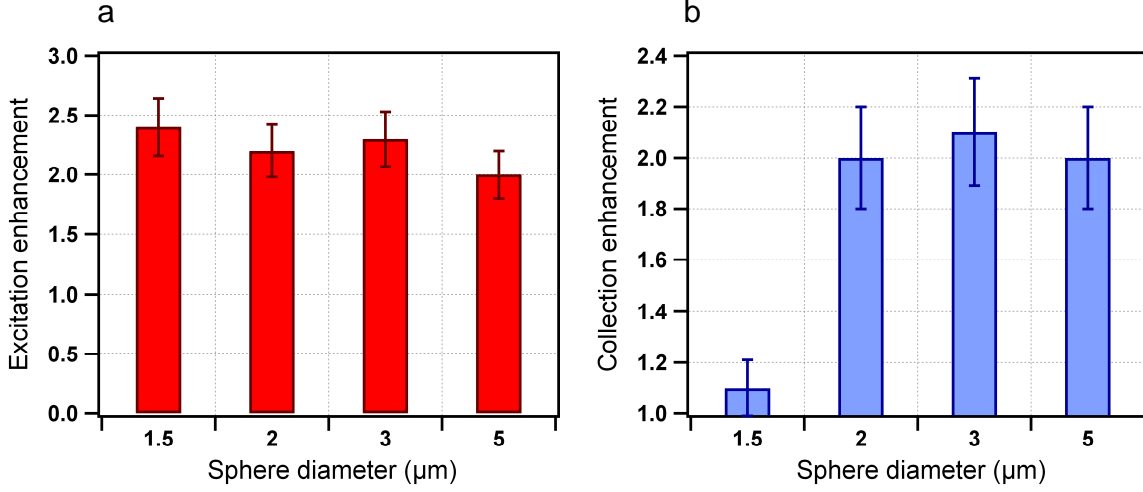 a
3.0
2.5
2.0
1.5
1.0
0.5
0.0
Excitation enhancement
1.5 2 3 5
Sphere diameter (µm)
b
2.4
2.2
2.0
1.8
1.6
1.4
1.2
1.0
Collection enhancement
1.5 2 3 5
Sphere diameter (µm)